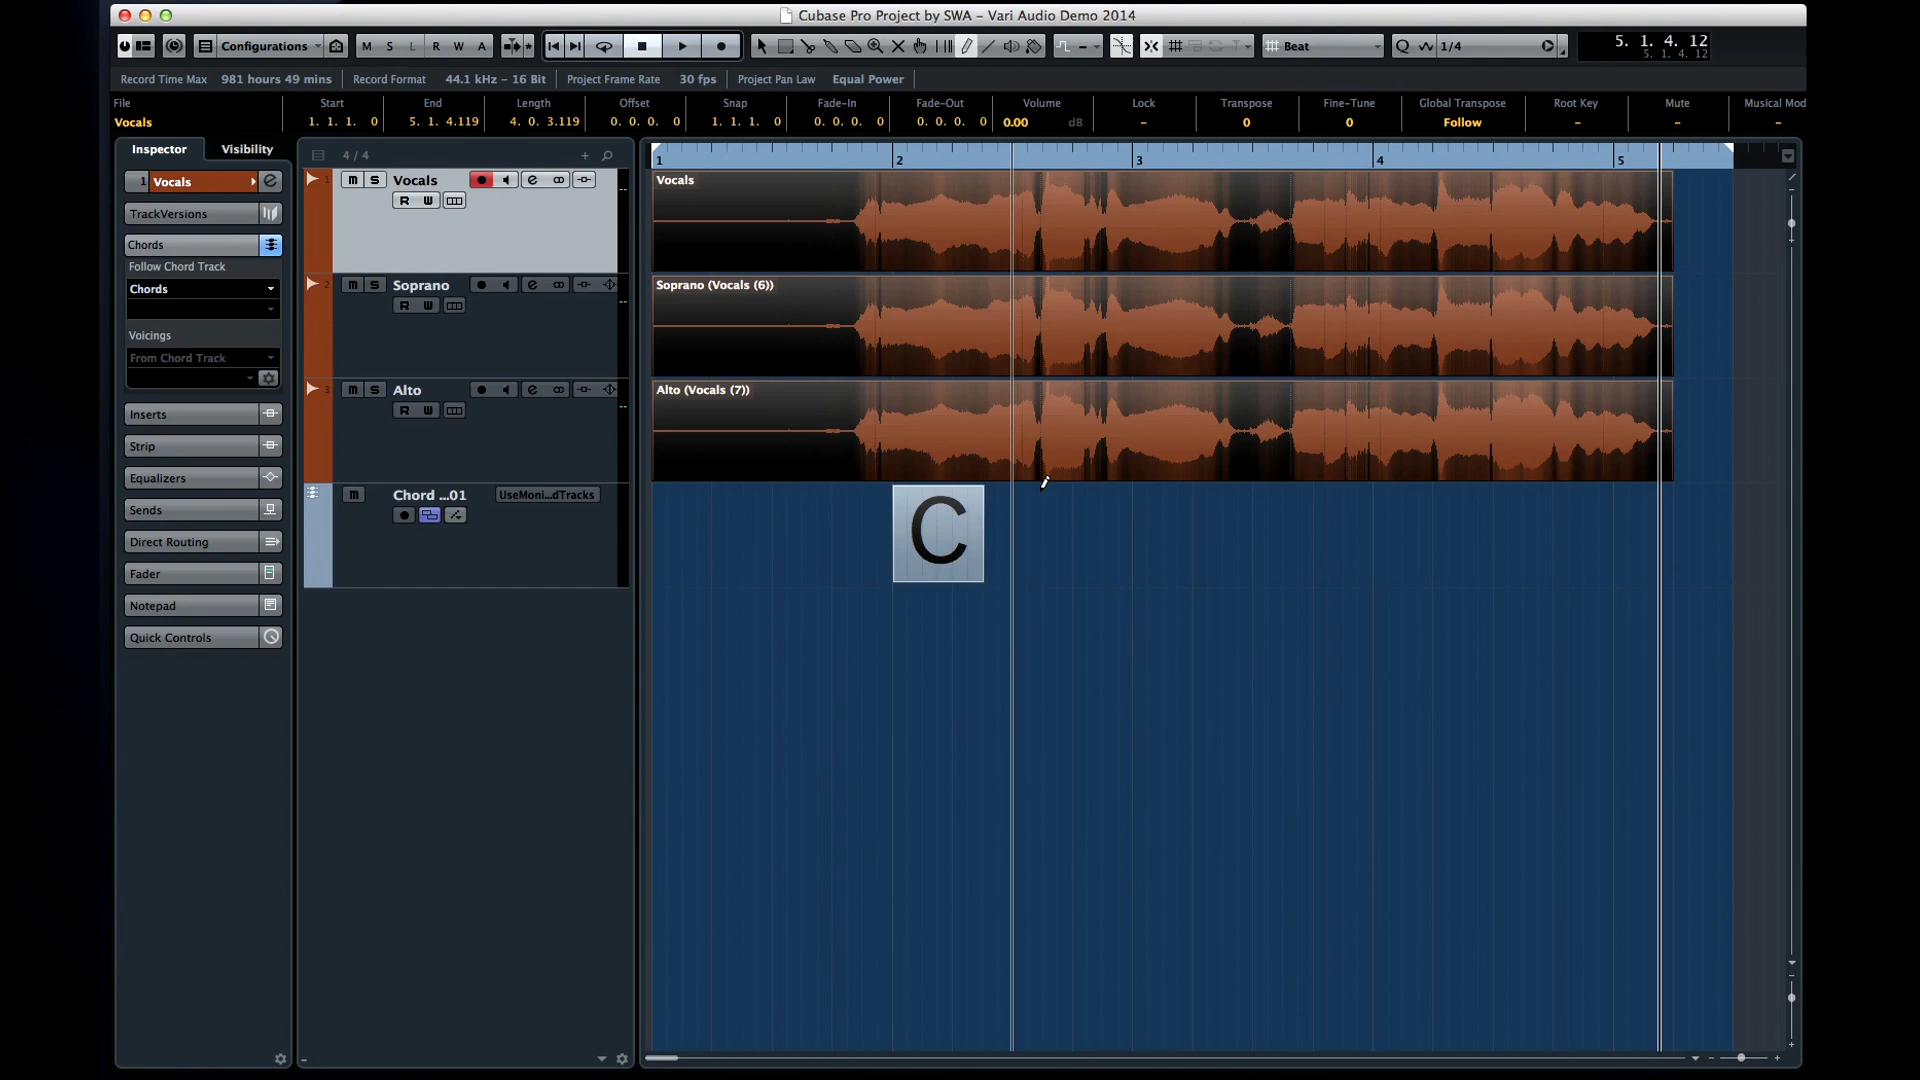 Cubase Pro Project by SWA – Vari Audio Demo 2014
Configurations M S L R W A Beat Q 1/4 5. 1. 4. 12
5. 1. 4. 12
Record Time Max 981 hours 49 mins Record Format 44.1 kHz – 16 Bit Project Frame Rate 30 fps Project Pan Law Equal Power
File Start End Length Offset Snap Fade-In Fade-Out Volume Lock Transpose Fine-Tune Global Transpose Root Key Mute Musical Mod
Vocals 1. 1. 1. 0 5. 1. 4.119 4. 0. 3.119 0. 0. 0. 0 1. 1. 1. 0 0. 0. 0. 0 0. 0. 0. 0 0.00 dB – 0 0 Follow – – –
Inspector Visibility 4 / 4 + 1 2 3 4 5
1 Vocals e
TrackVersions
Chords
Follow Chord Track
Chords
Voicings
From Chord Track
Inserts
Strip
Equalizers
Sends
Direct Routing
Fader
Notepad
Quick Controls
1 m S Vocals e
R W
2 m S Soprano e
R W
3 m S Alto e
R W
m Chord ...01 UseMoni...dTracks
Vocals
Soprano (Vocals (6))
Alto (Vocals (7))
C